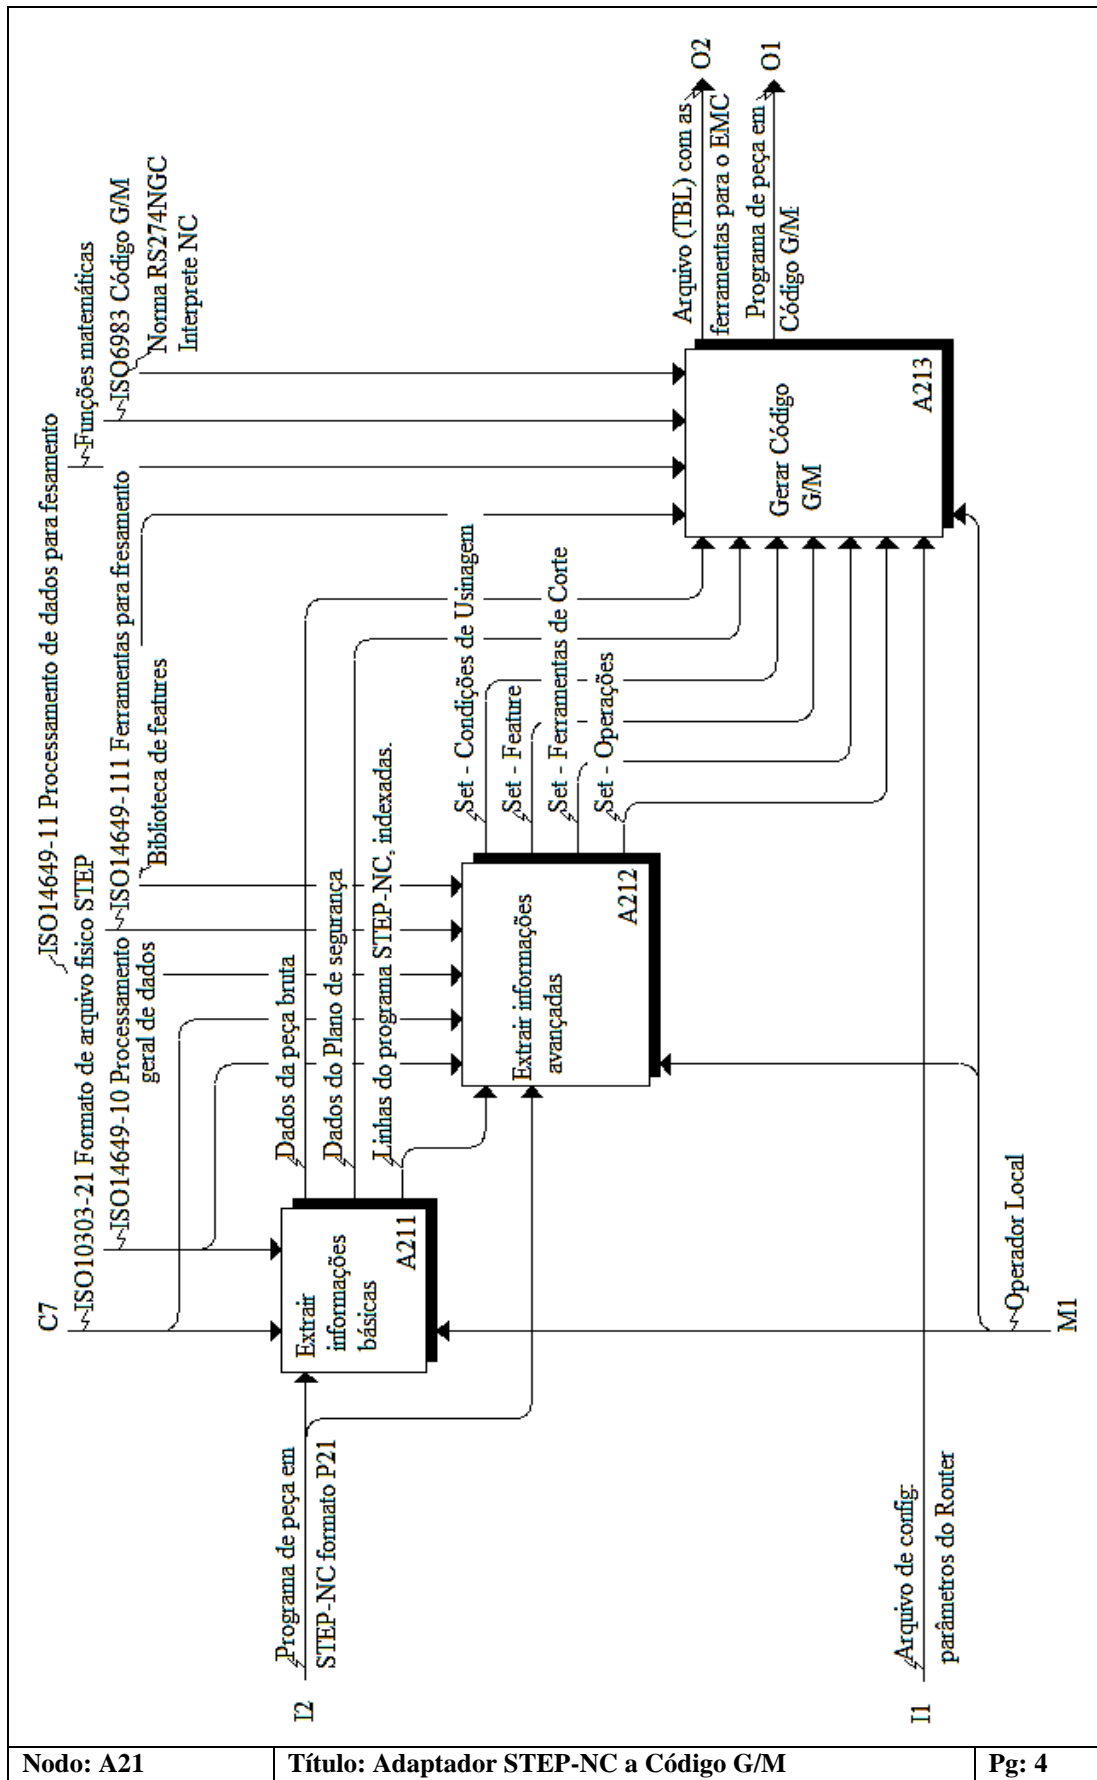 C7
ISO10303-21 Formato de arquivo físico STEP
ISO14649-10 Processamento
geral de dados
ISO14649-11 Processamento de dados para fesamento
ISO14649-111 Ferramentas para fresamento
Biblioteca de features
Funções matemáticas
ISO6983 Código G/M
Norma RS274NGC
Interprete NC
I2
Programa de peça em
STEP-NC formato P21
Extrair
informações
básicas
A211
Dados da peça bruta
Dados do Plano de segurança
Linhas do programa STEP-NC, indexadas.
Extrair informações
avançadas
A212
Set - Condições de Usinagem
Set - Feature
Set - Ferramentas de Corte
Set - Operações
Gerar Código
G/M
A213
Arquivo (TBL) com as
ferramentas para o EMC
O2
Programa de peça em
Código G/M
O1
I1
Arquivo de config.
parâmetros do Router
Operador Local
M1
Nodo: A21
Título: Adaptador STEP-NC a Código G/M
Pg: 4